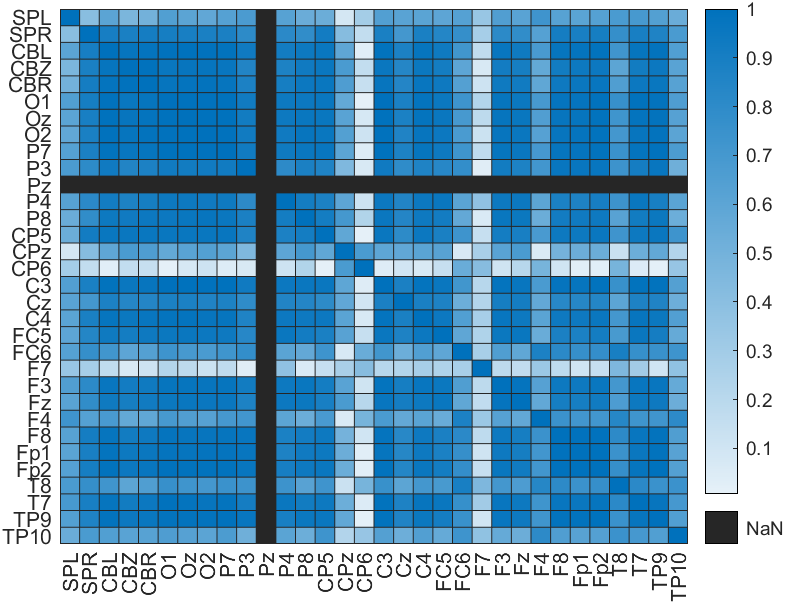 SPL
SPR
CBL
CBZ
CBR
O1
Oz
O2
P7
P3
Pz
P4
P8
CP5
CPz
CP6
C3
Cz
C4
FC5
FC6
F7
F3
Fz
F4
F8
Fp1
Fp2
T8
T7
TP9
TP10
SPL SPR CBL CBZ CBR O1 Oz O2 P7 P3 Pz P4 P8 CP5 CPz CP6 C3 Cz C4 FC5 FC6 F7 F3 Fz F4 F8 Fp1 Fp2 T8 T7 TP9 TP10
1
0.9
0.8
0.7
0.6
0.5
0.4
0.3
0.2
0.1
NaN